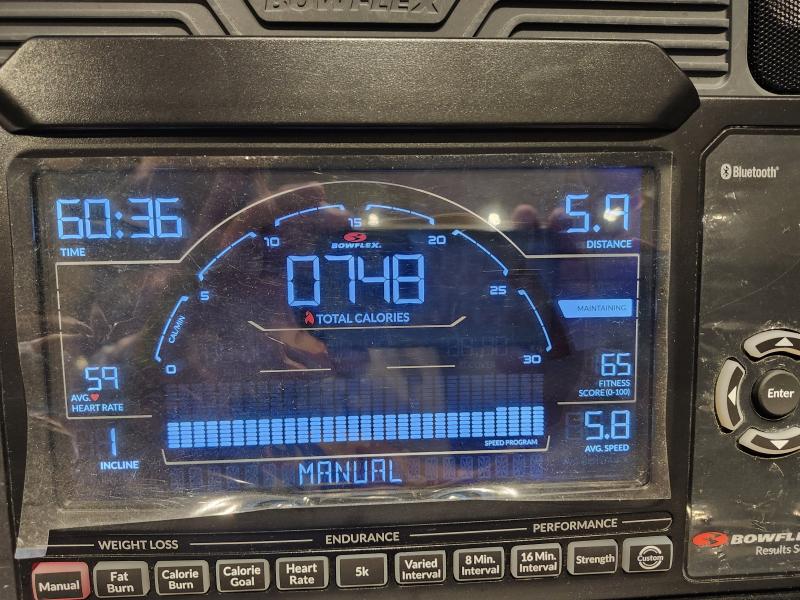 BOWFLEX
Bluetooth®
60:36
TIME
5.9
DISTANCE
0 5 10 15 20 25 30
CAL/MIN
BOWFLEX.
0748
TOTAL CALORIES
MAINTAINING
59
AVG. HEART RATE
65
FITNESS SCORE (0-100)
1
INCLINE
5.8
AVG. SPEED
SPEED PROGRAM
MANUAL
Enter
WEIGHT LOSS ENDURANCE PERFORMANCE
Manual
Fat Burn
Calorie Burn
Calorie Goal
Heart Rate
5k
Varied Interval
8 Min. Interval
16 Min. Interval
Strength
Custom
BOWFLE
Results S